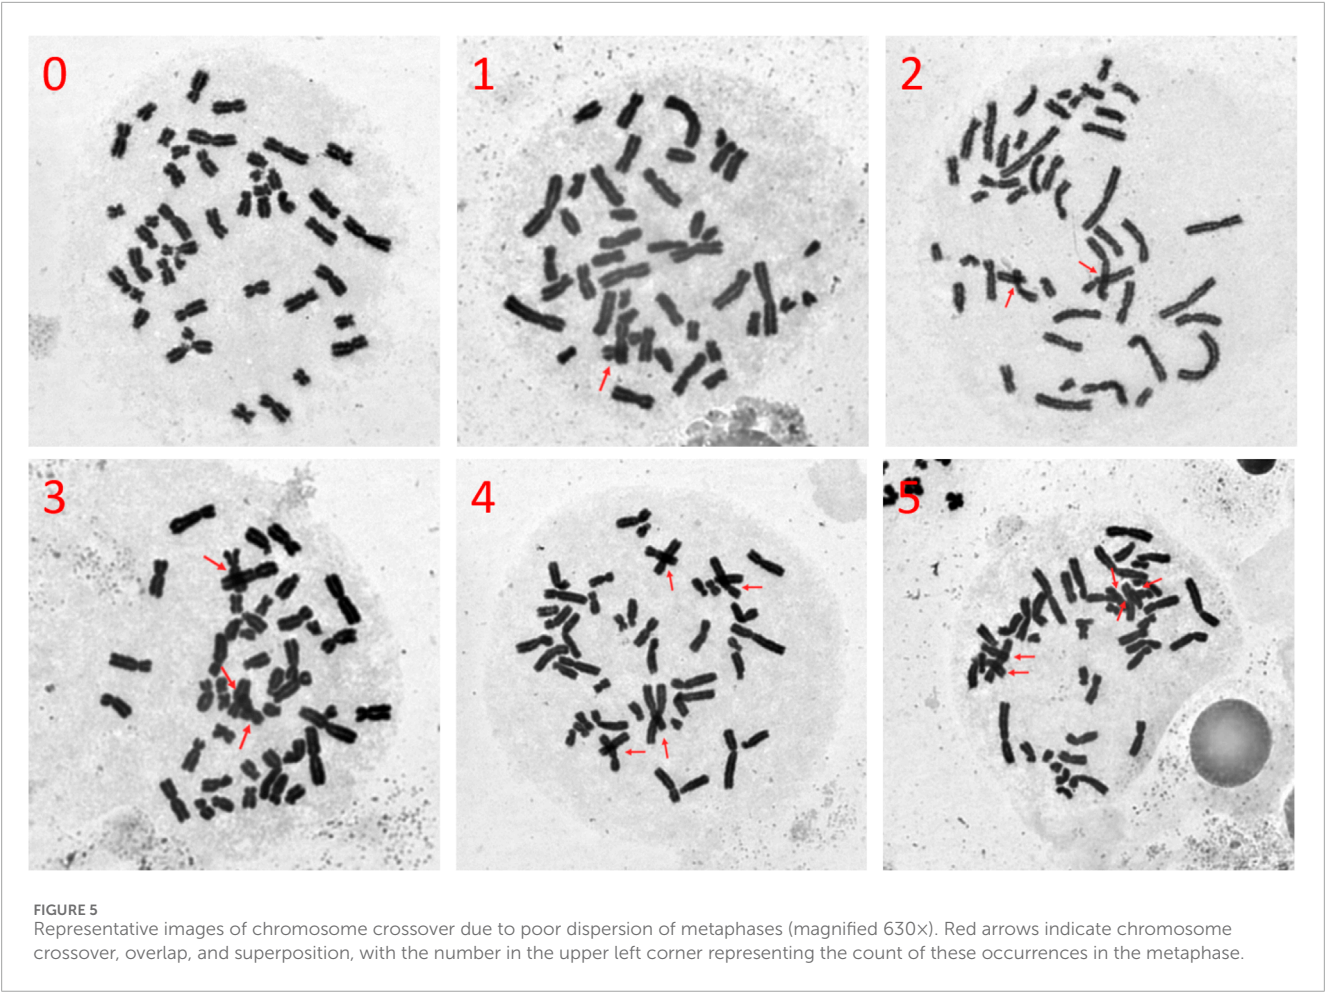 0
1
2
3
4
5
FIGURE 5
Representative images of chromosome crossover due to poor dispersion of metaphases (magnified 630×). Red arrows indicate chromosome
crossover, overlap, and superposition, with the number in the upper left corner representing the count of these occurrences in the metaphase.